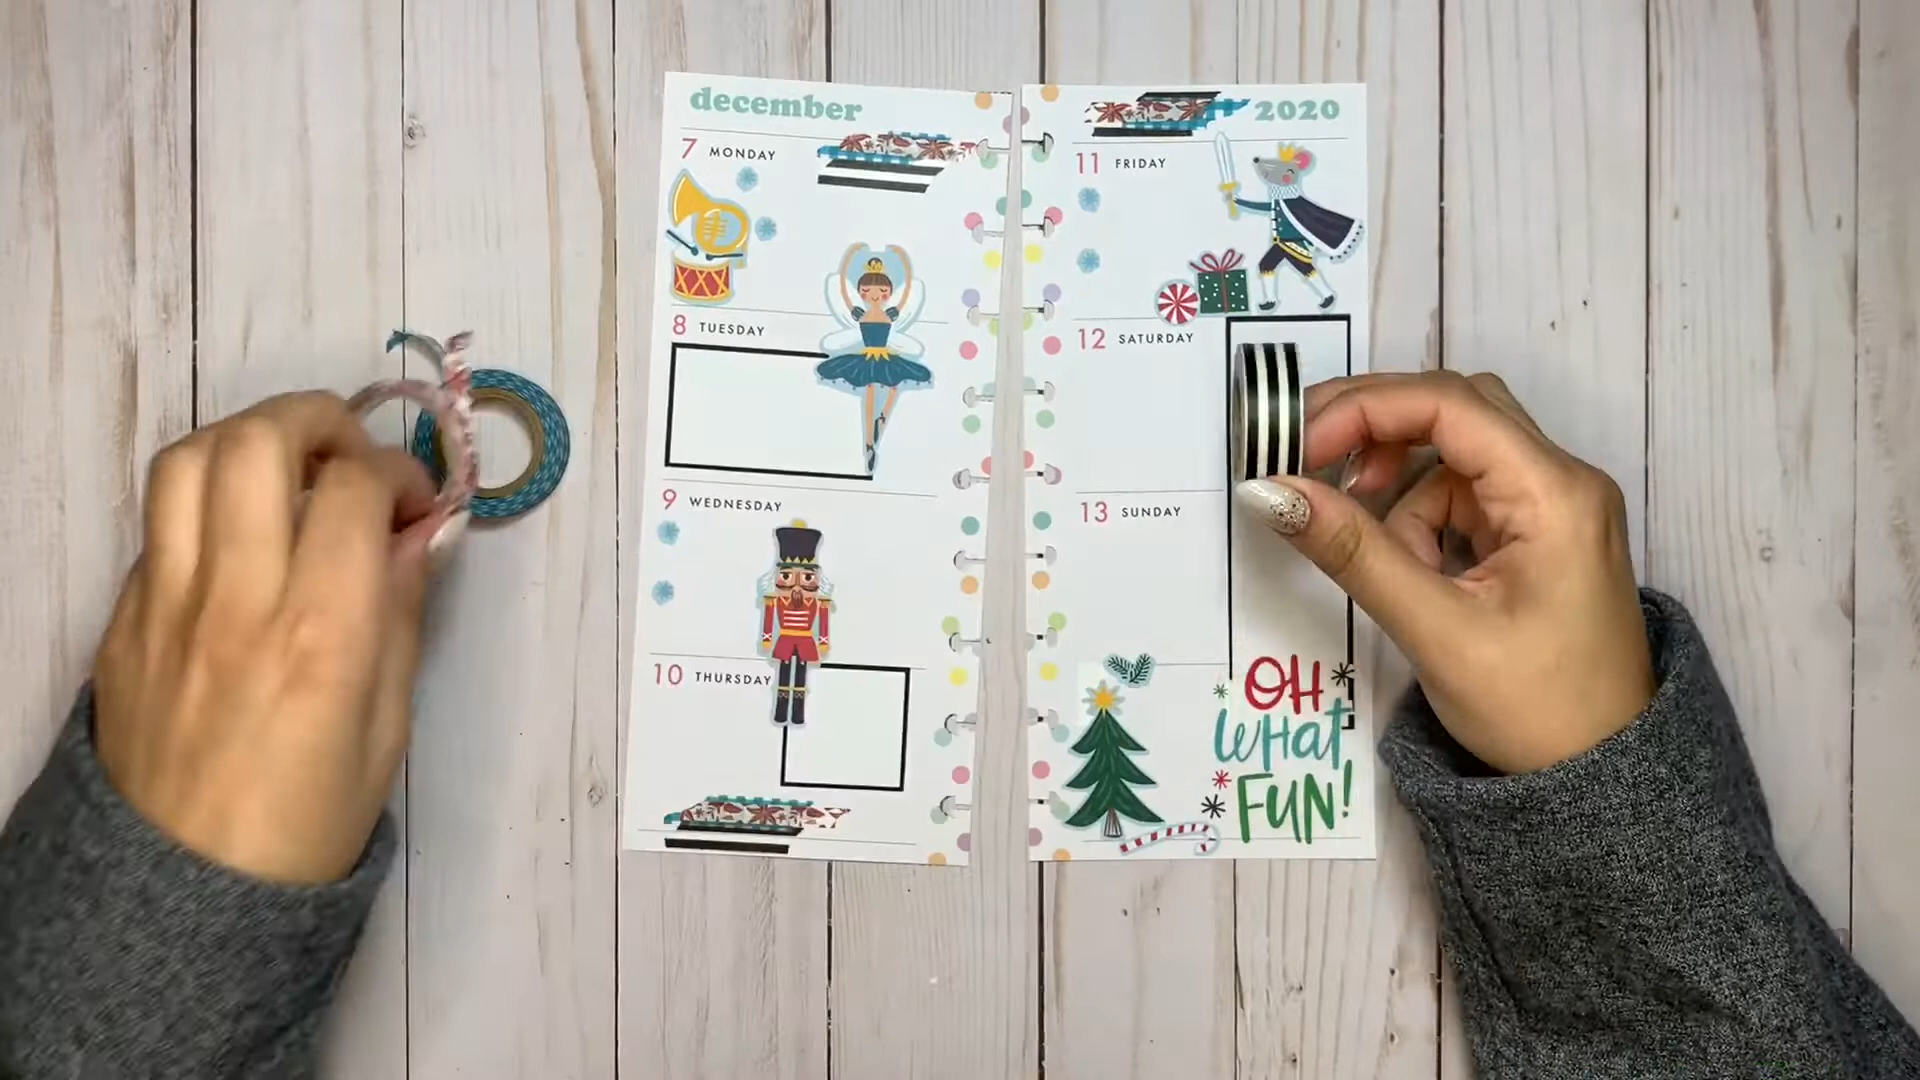 december
7 MONDAY
8 TUESDAY
9 WEDNESDAY
10 THURSDAY
2020
11 FRIDAY
12 SATURDAY
13 SUNDAY
OH
WHAT
FUN!